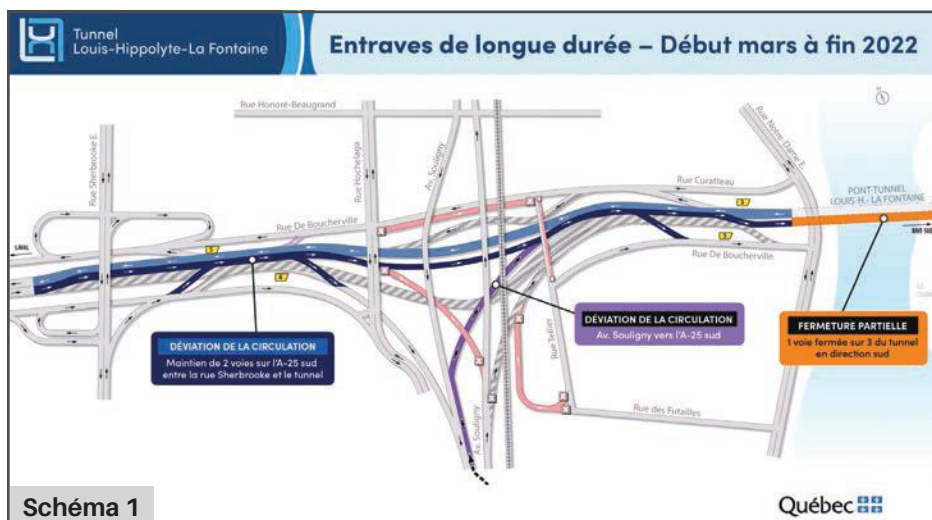 Tunnel
Louis-Hippolyte-La Fontaine
Entraves de longue durée – Début mars à fin 2022
Rue Honoré-Beaugrand
Rue Sherbrooke E.
Rue Hochelaga
Av. Souligny
Rue Notre-Dame E.
Rue Curatteau
PONT-TUNNEL
LOUIS-H.- LA FONTAINE
LAVAL
Rue De Boucherville
5
5
6
6
Rue De Boucherville
DÉVIATION DE LA CIRCULATION
Maintien de 2 voies sur l'A-25 sud
entre la rue Sherbrooke et le tunnel
DÉVIATION DE LA CIRCULATION
Av. Souligny vers l'A-25 sud
FERMETURE PARTIELLE
1 voie fermée sur 3 du tunnel
en direction sud
Rue Tellier
Av. Souligny
Rue des Futailles
Schéma 1
Québec